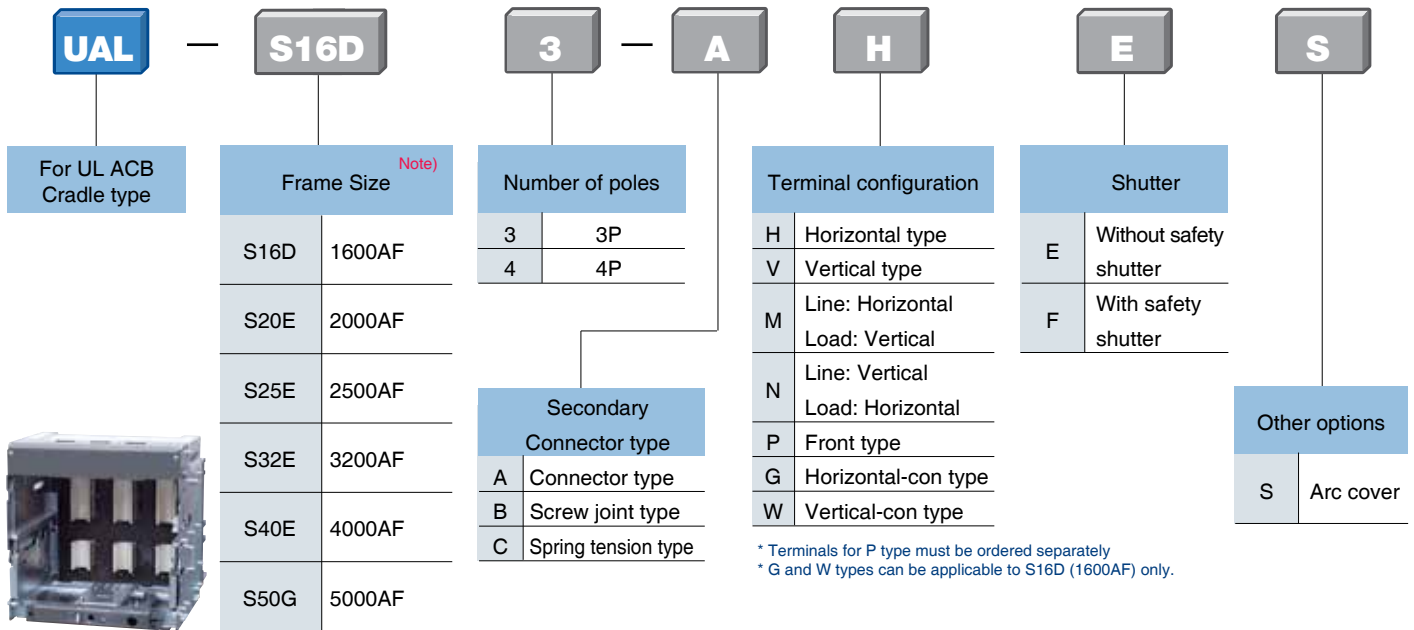 UAL — S16D 3 — A H E S
For UL ACB
Cradle type
Note)
Frame Size
S16D 1600AF
S20E 2000AF
S25E 2500AF
S32E 3200AF
S40E 4000AF
S50G 5000AF
Number of poles
3 3P
4 4P
Secondary
Connector type
A Connector type
B Screw joint type
C Spring tension type
Terminal configuration
H Horizontal type
V Vertical type
M Line: Horizontal
Load: Vertical
N Line: Vertical
Load: Horizontal
P Front type
G Horizontal-con type
W Vertical-con type
* Terminals for P type must be ordered separately
* G and W types can be applicable to S16D (1600AF) only.
Shutter
E Without safety
shutter
F With safety
shutter
Other options
S Arc cover